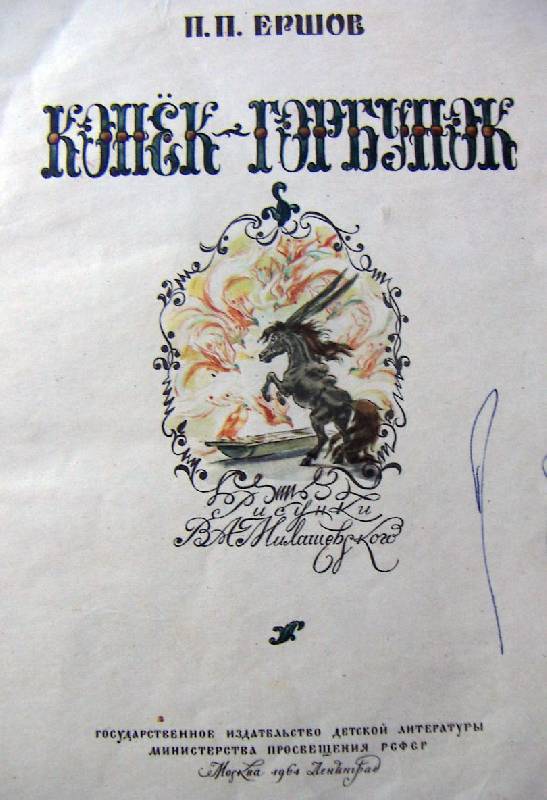 П.П. ЕРШОВ
КОНЁК-ГОРБУНОК
Рисунки
В.А.Милашевского
ГОСУДАРСТВЕННОЕ ИЗДАТЕЛЬСТВО ДЕТСКОЙ ЛИТЕРАТУРЫ
МИНИСТЕРСТВА ПРОСВЕЩЕНИЯ РСФСР
Москва 1961 Ленинград